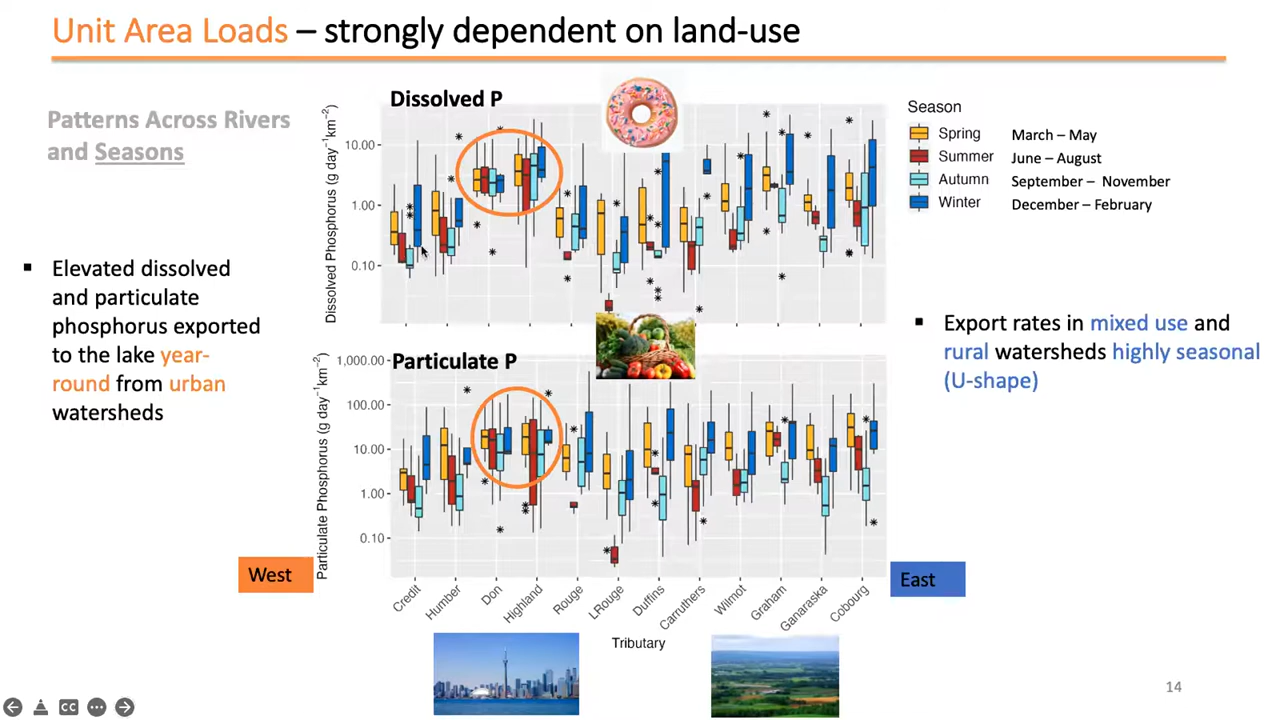 Unit Area Loads – strongly dependent on land-use
Patterns Across Rivers
and Seasons
▪ Elevated dissolved
and particulate
phosphorus exported
to the lake year-
round from urban
watersheds
Dissolved P
Dissolved Phosphorus (g day⁻¹km⁻²)
10.00
1.00
0.10
Particulate P
Particulate Phosphorus (g day⁻¹km⁻²)
1,000.00
100.00
10.00
1.00
0.10
West
East
Credit
Humber
Don
Highland
Rouge
LRouge
Duffins
Carruthers
Wilmot
Graham
Ganaraska
Cobourg
Tributary
Season
Spring March – May
Summer June – August
Autumn September – November
Winter December – February
▪ Export rates in mixed use and
rural watersheds highly seasonal
(U-shape)
CC
14